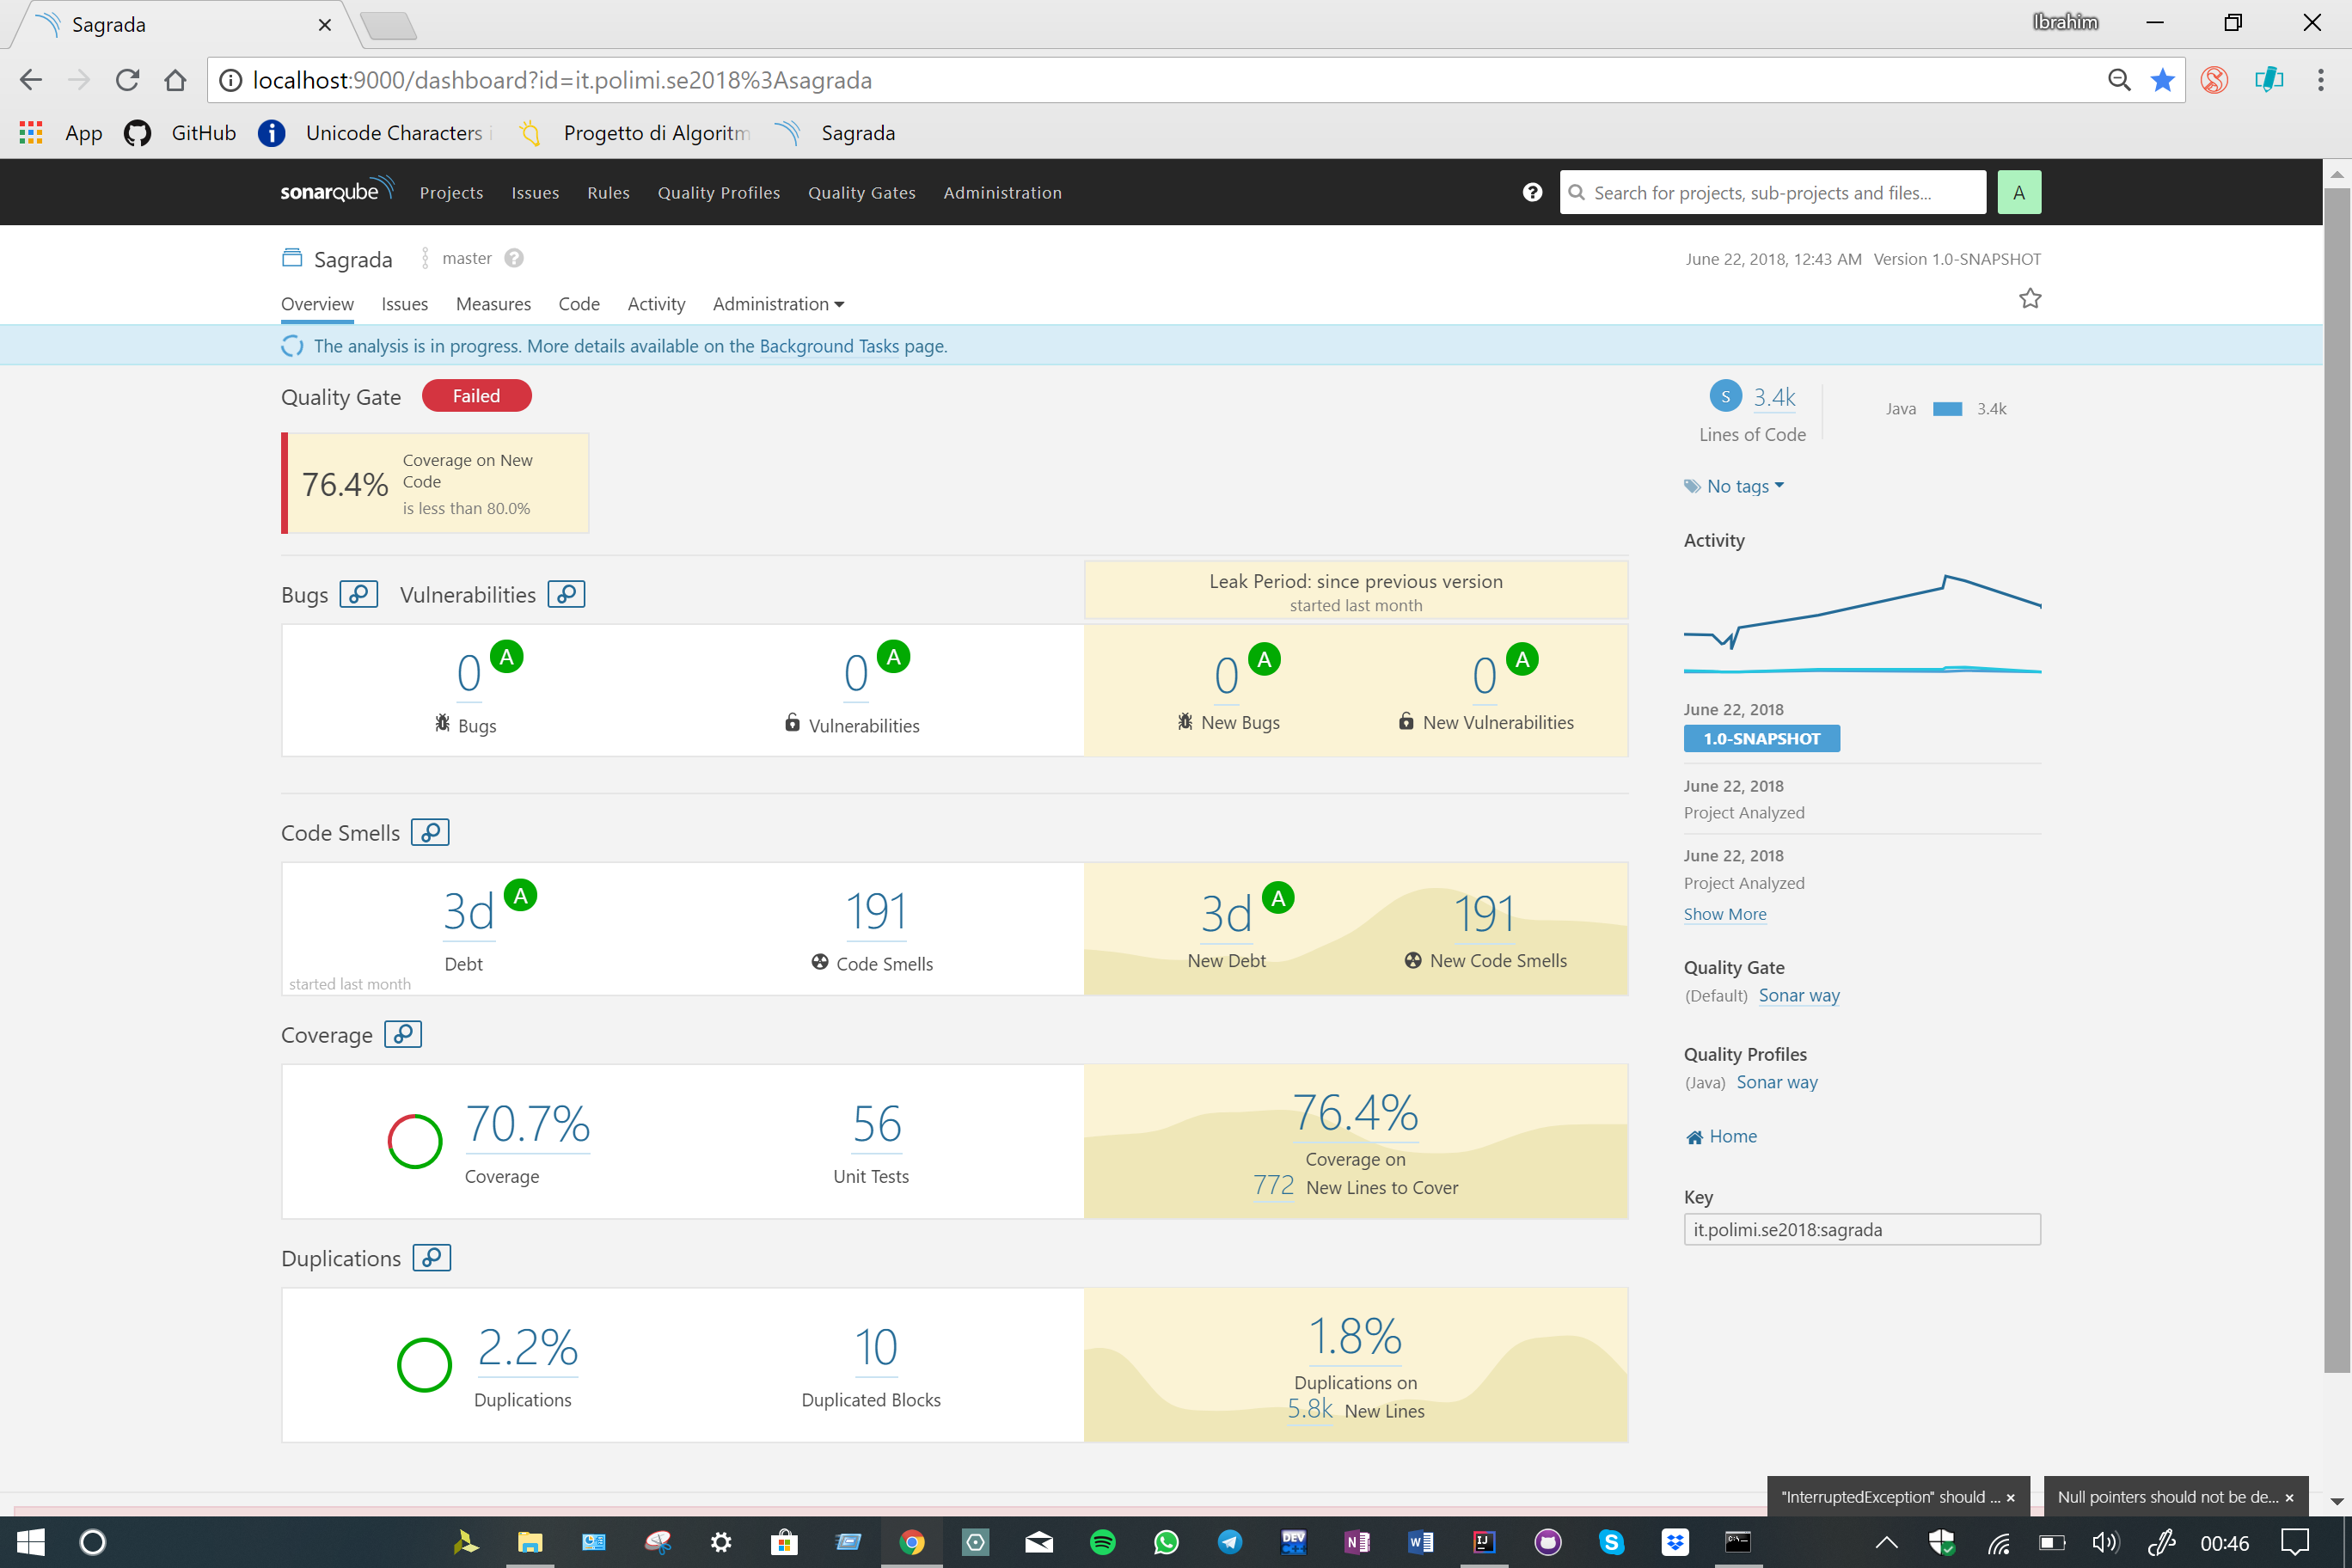 Sagrada
Ibrahim
localhost:9000/dashboard?id=it.polimi.se2018%3Asagrada
App GitHub Unicode Characters i Progetto di Algoritm Sagrada
sonarqube Projects Issues Rules Quality Profiles Quality Gates Administration
Search for projects, sub-projects and files...
A
Sagrada master
June 22, 2018, 12:43 AM Version 1.0-SNAPSHOT
Overview Issues Measures Code Activity Administration
The analysis is in progress. More details available on the Background Tasks page.
Quality Gate Failed
76.4%
Coverage on New
Code
is less than 80.0%
Leak Period: since previous version
started last month
Bugs Vulnerabilities
0 A
Bugs
0 A
Vulnerabilities
0 A
New Bugs
0 A
New Vulnerabilities
Code Smells
3d A
Debt
started last month
191
Code Smells
3d A
New Debt
191
New Code Smells
Coverage
70.7%
Coverage
56
Unit Tests
76.4%
Coverage on
772 New Lines to Cover
Duplications
2.2%
Duplications
10
Duplicated Blocks
1.8%
Duplications on
5.8k New Lines
S 3.4k
Lines of Code
Java 3.4k
No tags
Activity
June 22, 2018
1.0-SNAPSHOT
June 22, 2018
Project Analyzed
June 22, 2018
Project Analyzed
Show More
Quality Gate
(Default) Sonar way
Quality Profiles
(Java) Sonar way
Home
Key
it.polimi.se2018:sagrada
"InterruptedException" should ... ×
Null pointers should not be de... ×
00:46